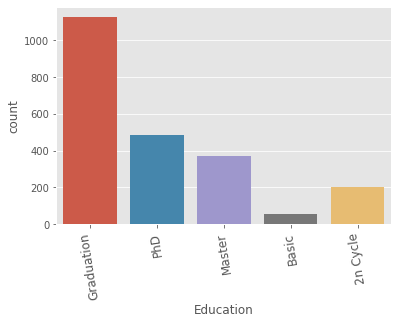 1000
800
600
400
200
0
count
Graduation
PhD
Master
Basic
2n Cycle
Education